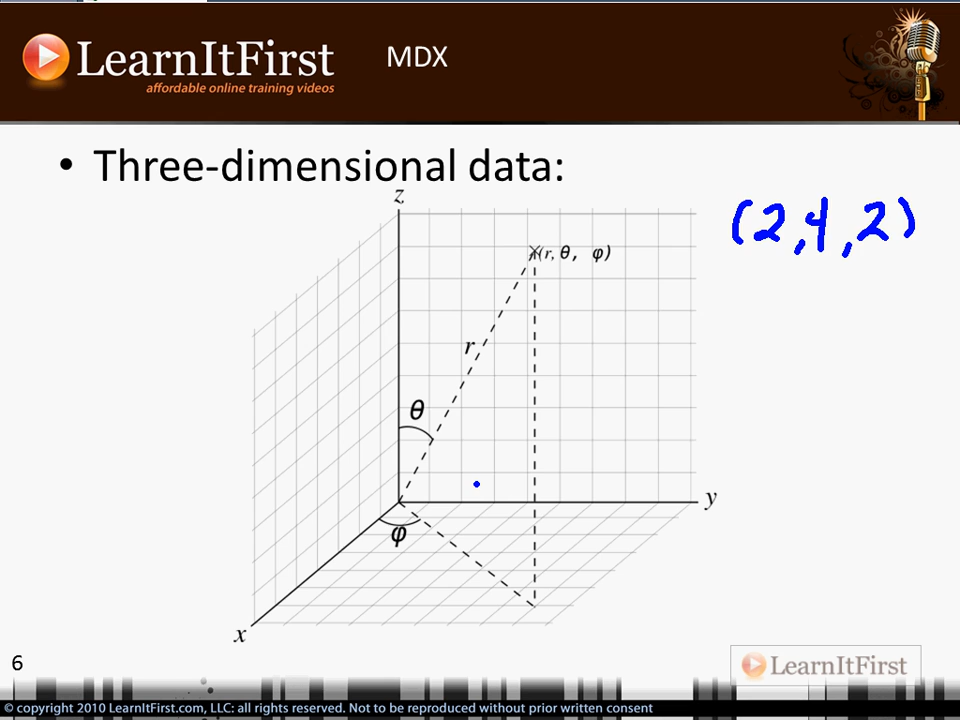 LearnItFirst
MDX
affordable online training videos
• Three-dimensional data:
z
(2,4,2)
(r, θ, φ)
r
θ
y
φ
x
6
LearnItFirst
© copyright 2010 LearnItFirst.com, LLC: all rights reserved. Not to be reproduced without prior written consent